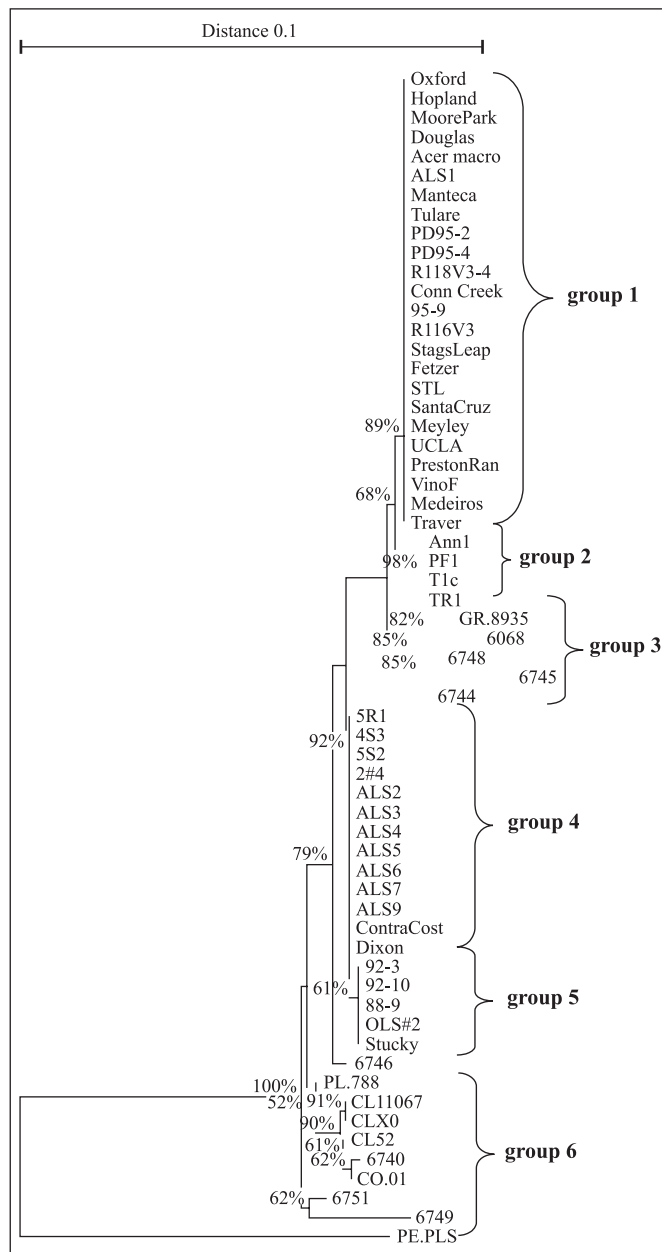 Distance 0.1
Oxford
Hopland
MoorePark
Douglas
Acer macro
ALS1
Manteca
Tulare
PD95-2
PD95-4
R118V3-4
Conn Creek
group 1
95-9
R116V3
StagsLeap
Fetzer
STL
SantaCruz
89%
Meyley
UCLA
PrestonRan
VinoF
68%
Medeiros
Traver
Ann1
98%
PF1
group 2
T1c
TR1
82%
GR.8935
85%
6068
group 3
85%
6748
6745
6744
5R1
92%
4S3
5S2
2#4
ALS2
ALS3
group 4
ALS4
79%
ALS5
ALS6
ALS7
ALS9
ContraCost
Dixon
92-3
61%
92-10
88-9
group 5
OLS#2
Stucky
6746
100%
PL.788
52%
91%
CL11067
90%
CLX0
61%
CL52
group 6
62%
6740
CO.01
62%
6751
6749
PE.PLS